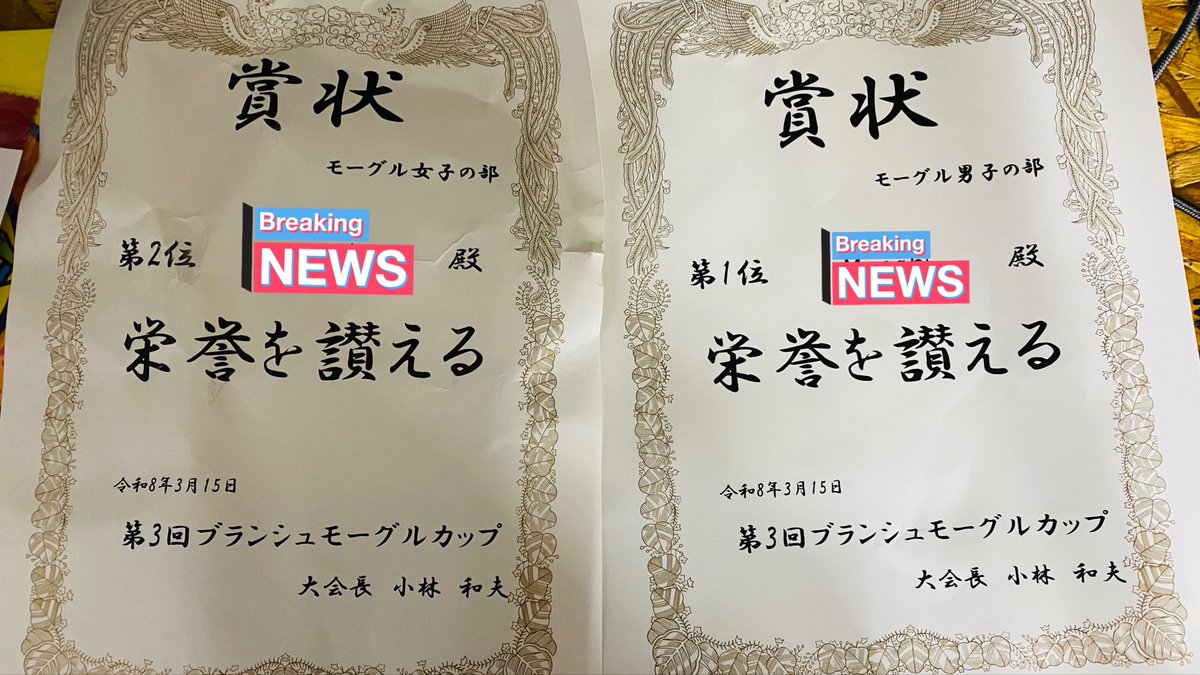 賞状
モーグル女子の部
第2位
Breaking
NEWS
殿
栄誉を讃える
令和8年3月15日
第3回ブランシュモーグルカップ
大会長 小林 和夫
賞状
モーグル男子の部
第1位
Breaking
NEWS
殿
栄誉を讃える
令和8年3月15日
第3回ブランシュモーグルカップ
大会長 小林 和夫